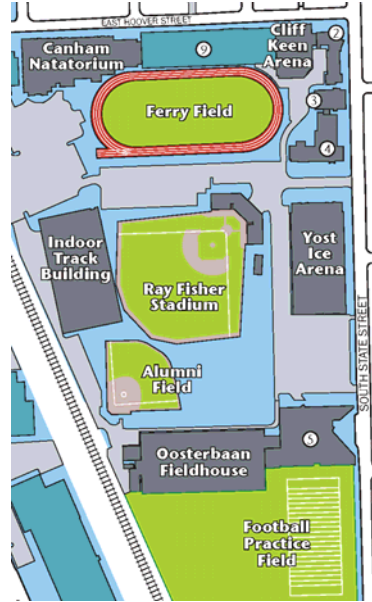 EAST HOOVER STREET
Canham
Natatorium
9
Cliff
Keen
Arena
2
Ferry Field
3
4
Indoor
Track
Building
Ray Fisher
Stadium
Yost
Ice
Arena
SOUTH STATE STREET
Alumni
Field
Oosterbaan
Fieldhouse
5
Football
Practice
Field